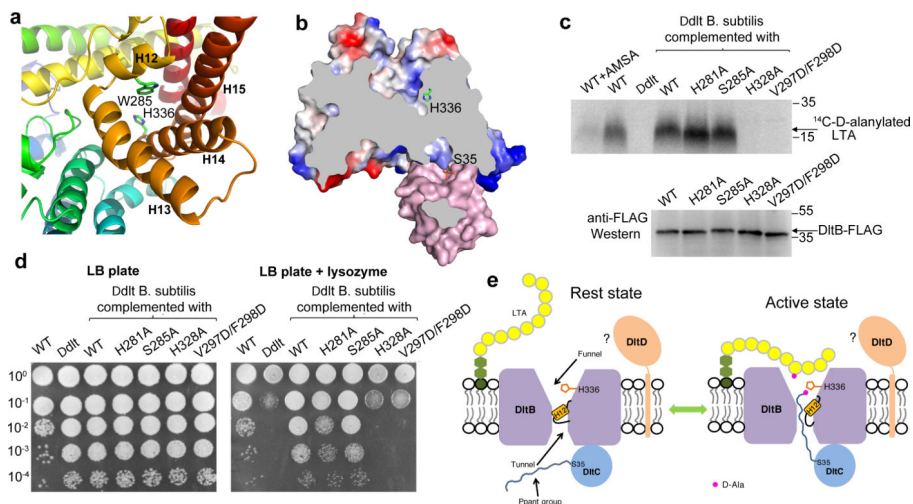 a
H12
H15
W285
H336
H14
H13
b
H336
S35
c
Ddlt B. subtilis
complemented with
WT+AMSA
WT
Ddlt
WT
H281A
S285A
H328A
V297D/F298D
35
15
¹⁴C-D-alanylated
LTA
WT
H281A
S285A
H328A
V297D/F298D
anti-FLAG
Western
55
35
DltB-FLAG
d
LB plate
Ddlt B. subtilis
complemented with
WT
Ddlt
WT
H281A
S285A
H328A
V297D/F298D
10⁰
10⁻¹
10⁻²
10⁻³
10⁻⁴
LB plate + lysozyme
Ddlt B. subtilis
complemented with
WT
Ddlt
WT
H281A
S285A
H328A
V297D/F298D
e
Rest state
LTA
Funnel
H336
?
DltD
DltB
H12
Tunnel
S35
DltC
Ppant group
Active state
?
DltD
H336
DltB
H12
S35
DltC
D-Ala